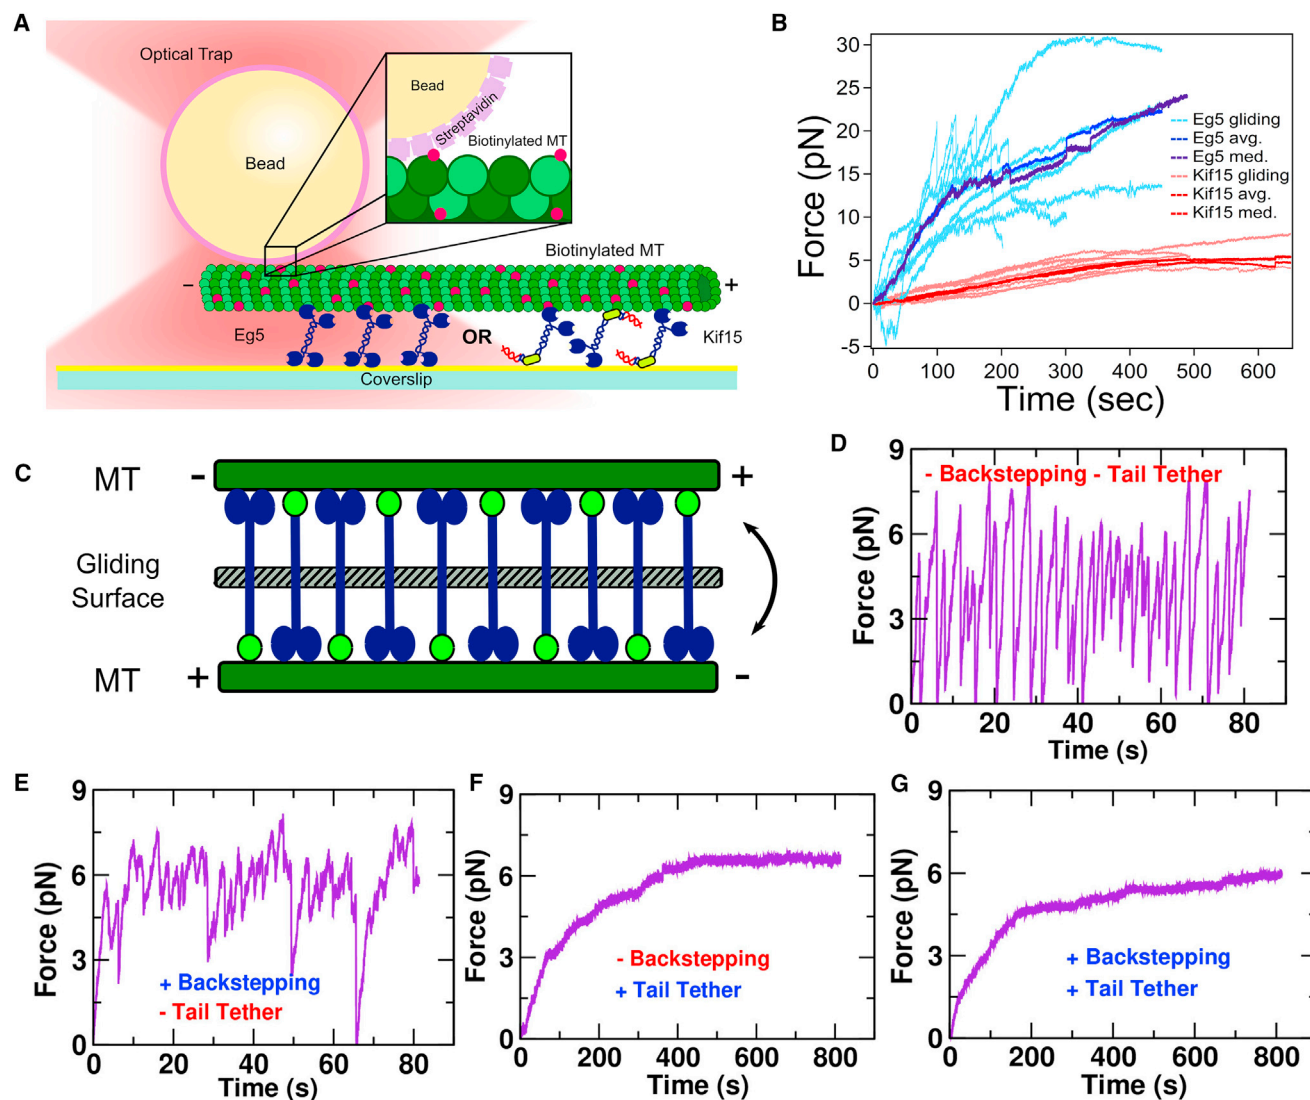 A
Optical Trap
Bead
Bead
Streptavidin
Biotinylated MT
Biotinylated MT
–
+
Eg5
OR
Kif15
Coverslip
B
Force (pN)
30
25
20
15
10
5
0
-5
0 100 200 300 400 500 600
Time (sec)
Eg5 gliding
Eg5 avg.
Eg5 med.
Kif15 gliding
Kif15 avg.
Kif15 med.
C
MT - +
Gliding
Surface
MT + -
D
Force (pN)
9
6
3
0
- Backstepping - Tail Tether
0 20 40 60 80
Time (s)
E
Force (pN)
9
6
3
0
+ Backstepping
- Tail Tether
0 20 40 60 80
Time (s)
F
Force (pN)
9
6
3
0
- Backstepping
+ Tail Tether
0 200 400 600 800
Time (s)
G
Force (pN)
9
6
3
0
+ Backstepping
+ Tail Tether
0 200 400 600 800
Time (s)